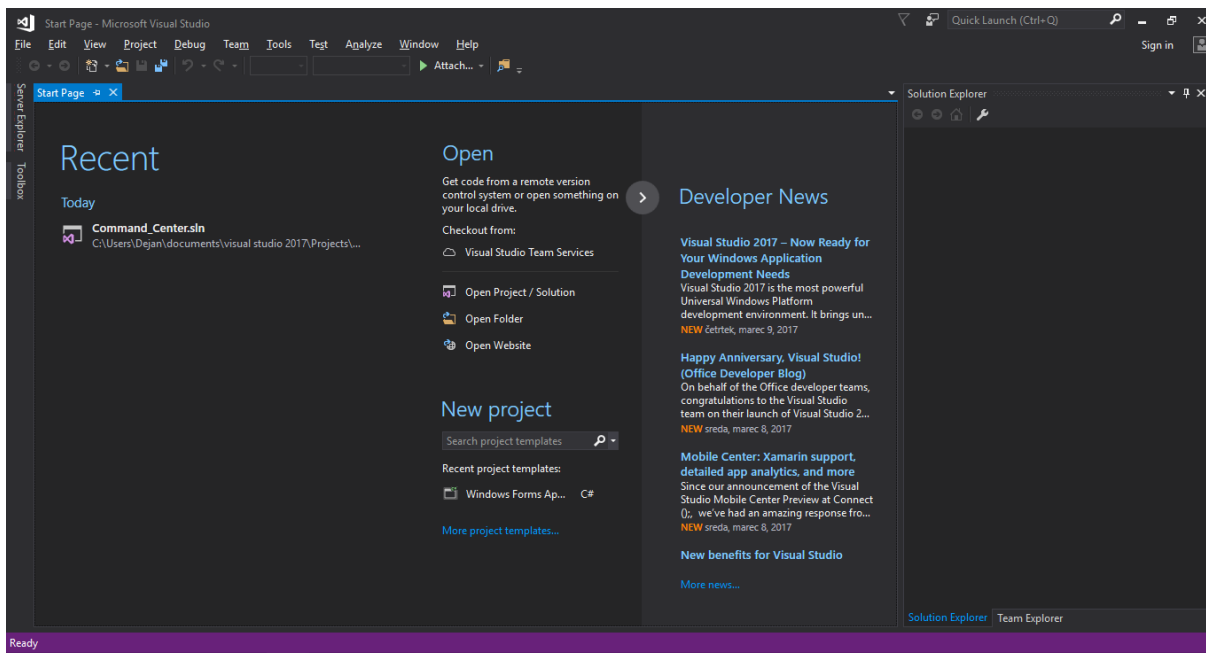 Start Page - Microsoft Visual Studio
Quick Launch (Ctrl+Q)
File Edit View Project Debug Team Tools Test Analyze Window Help
Sign in
Attach...
Server Explorer
Toolbox
Start Page
Recent
Today
Command_Center.sln
C:\Users\Dejan\documents\visual studio 2017\Projects\...
Open
Get code from a remote version
control system or open something on
your local drive.
Checkout from:
Visual Studio Team Services
Open Project / Solution
Open Folder
Open Website
New project
Search project templates
Recent project templates:
Windows Forms Ap... C#
More project templates...
Developer News
Visual Studio 2017 – Now Ready for
Your Windows Application
Development Needs
Visual Studio 2017 is the most powerful
Universal Windows Platform
development environment. It brings un...
NEW četrtek, marec 9, 2017
Happy Anniversary, Visual Studio!
(Office Developer Blog)
On behalf of the Office developer teams,
congratulations to the Visual Studio
team on their launch of Visual Studio 2...
NEW sreda, marec 8, 2017
Mobile Center: Xamarin support,
detailed app analytics, and more
Since our announcement of the Visual
Studio Mobile Center Preview at Connect
();, we've had an amazing response fro...
NEW sreda, marec 8, 2017
New benefits for Visual Studio
More news...
Solution Explorer
Solution Explorer Team Explorer
Ready